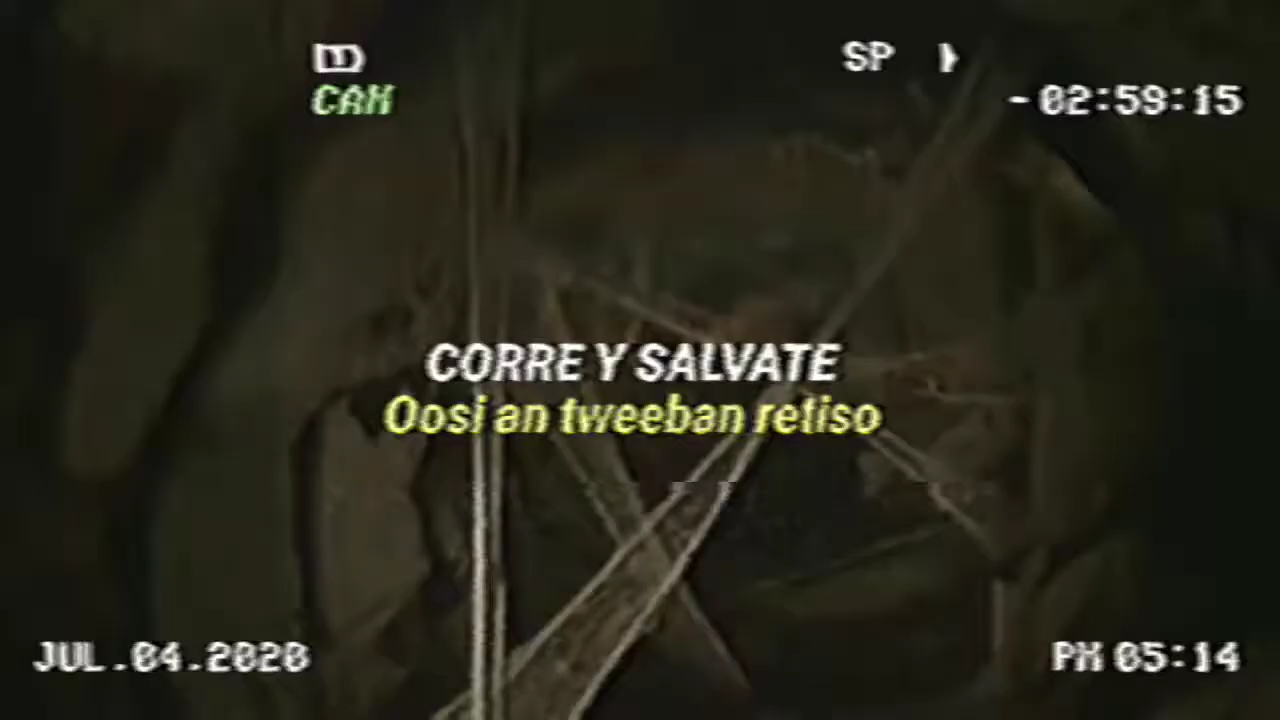 SP
CAM
-02:59:15
CORRE Y SALVATE
Oosi an tweeban retiso
JUL.04.2020
PM 05:14